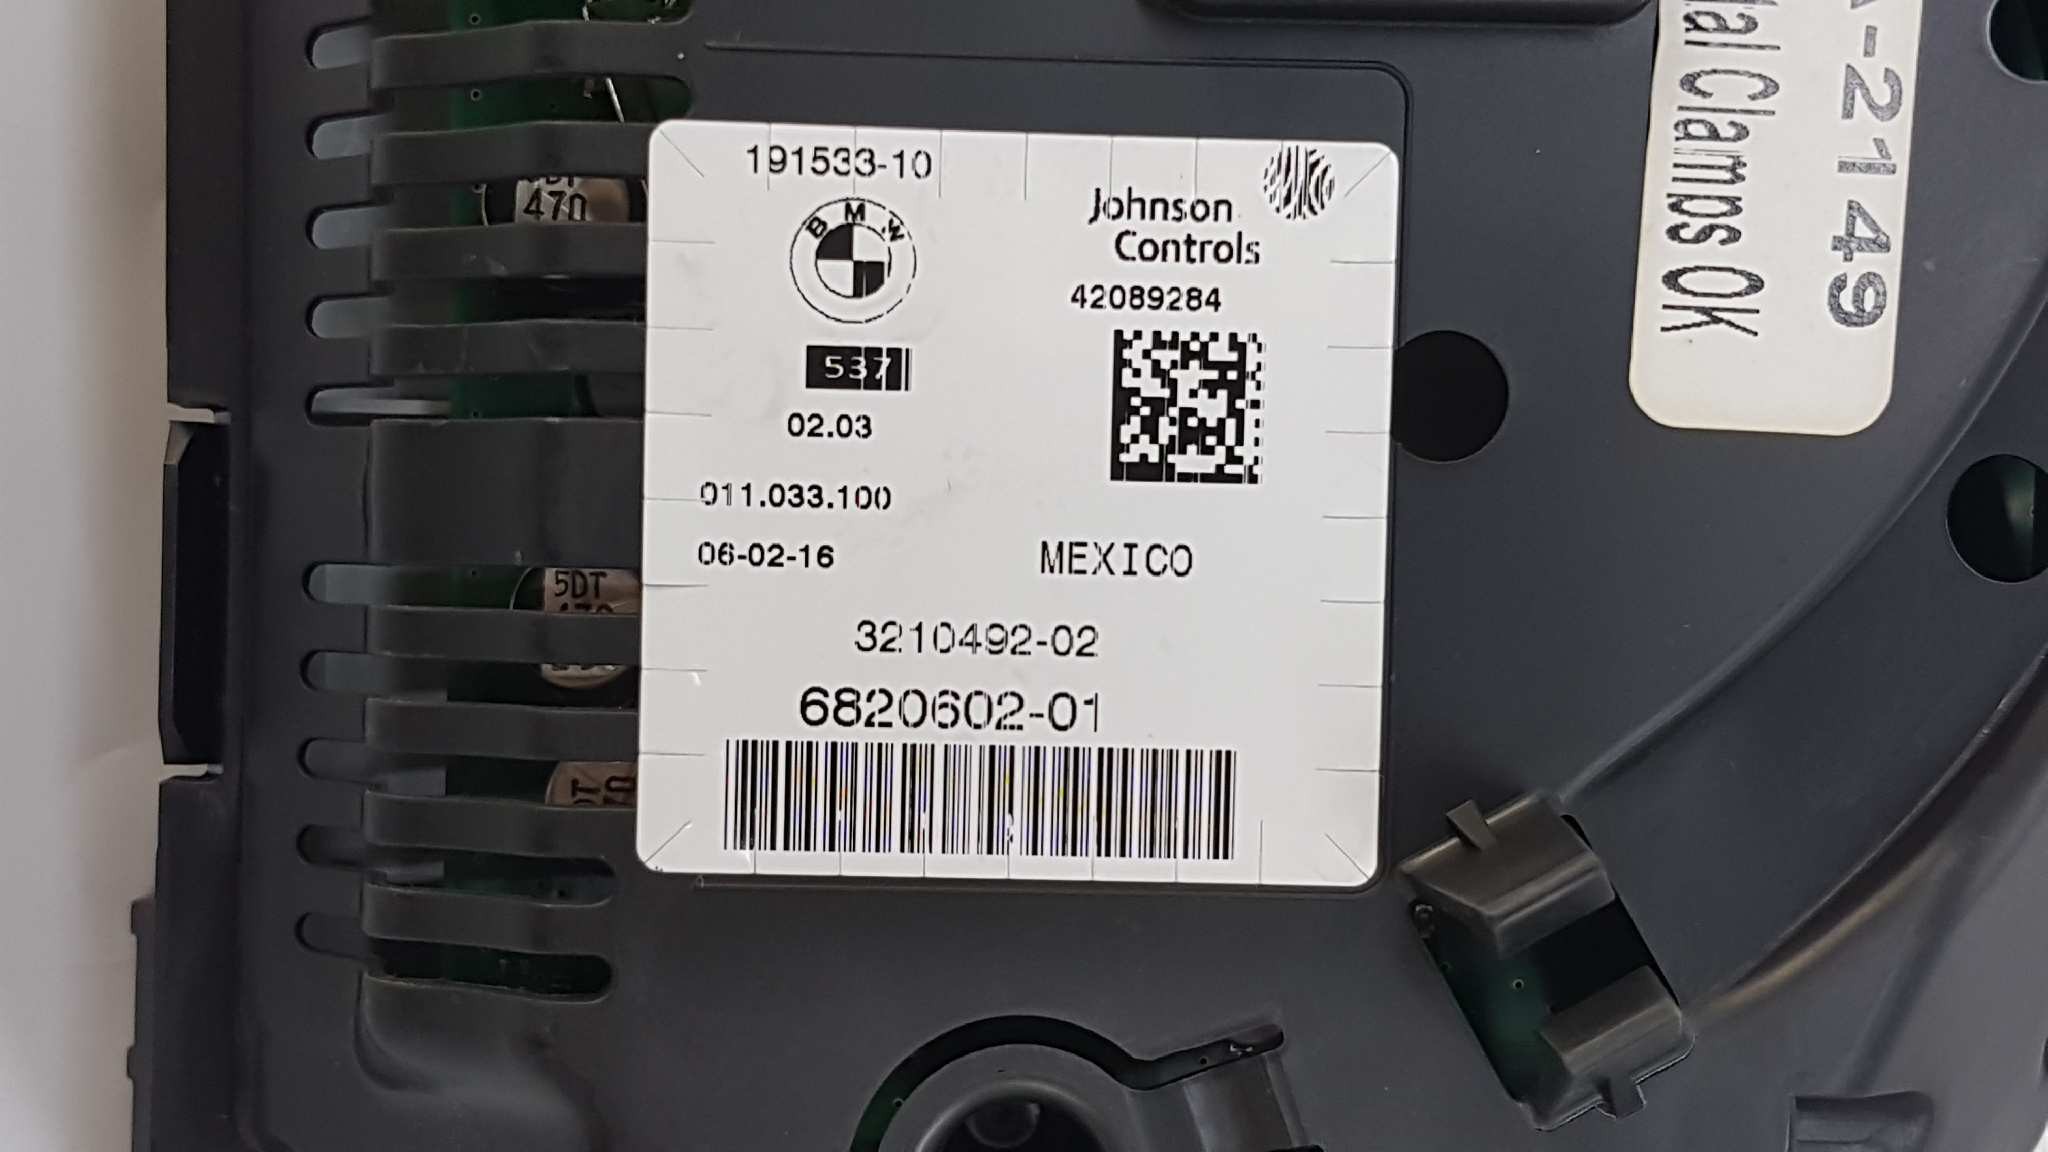 191533-10
BMW
537
02.03
011.033.100
06-02-16
Johnson
Controls
42089284
MEXICO
3210492-02
6820602-01
-2149
Clamps OK
470
5DT